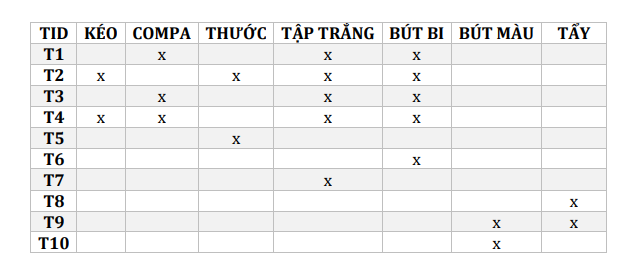 TID KÉO COMPA THƯỚC TẬP TRẮNG BÚT BI BÚT MÀU TẨY
T1 x x x
T2 x x x x
T3 x x x
T4 x x x x
T5 x
T6 x
T7 x
T8 x
T9 x x
T10 x